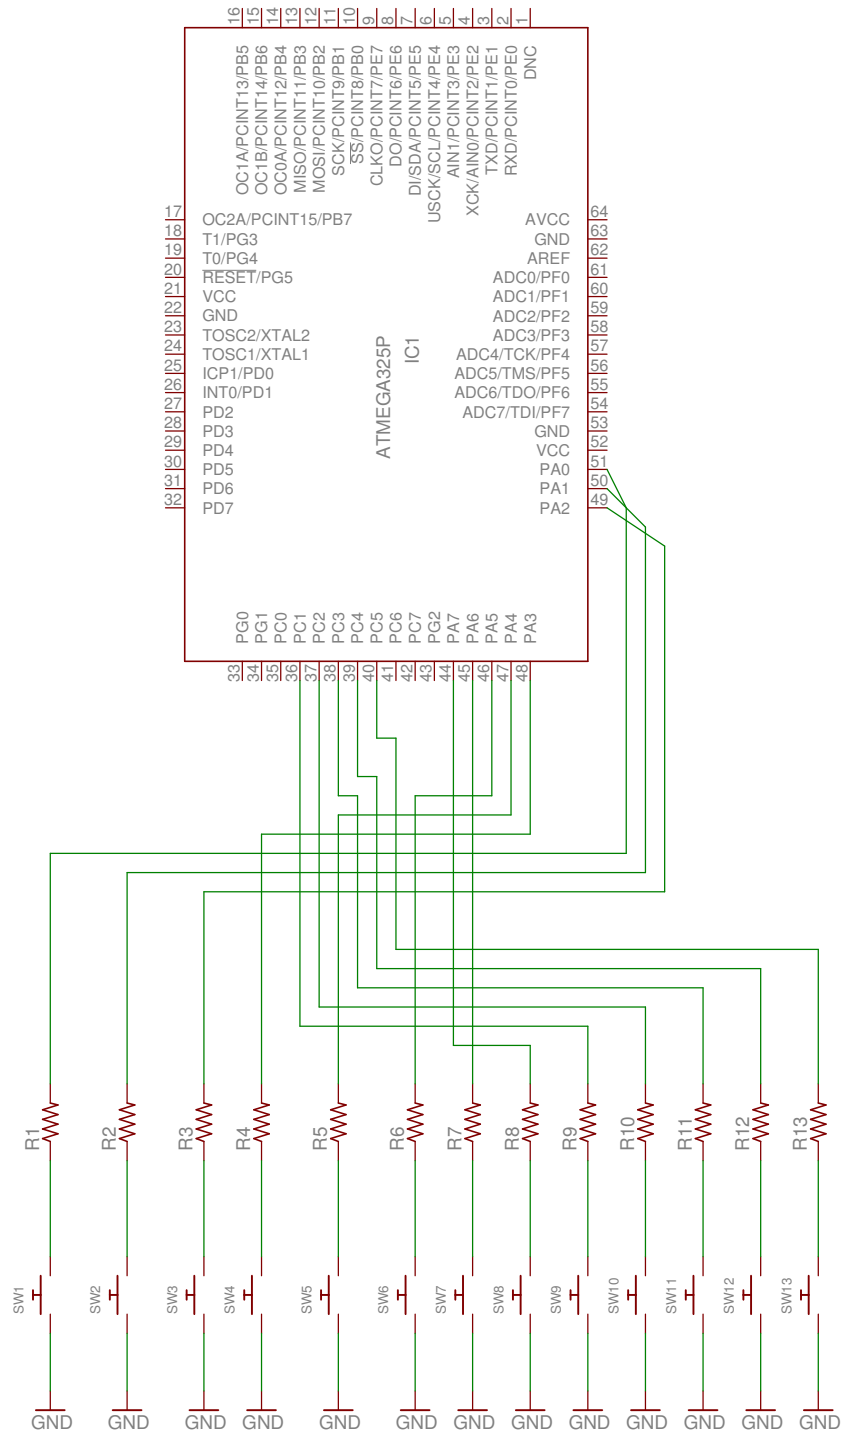 16 15 14 13 12 11 10 9 8 7 6 5 4 3 2 1
OC1A/PCINT13/PB5
OC1B/PCINT14/PB6
OC0A/PCINT12/PB4
MISO/PCINT11/PB3
MOSI/PCINT10/PB2
SCK/PCINT9/PB1
SS/PCINT8/PB0
CLKO/PCINT7/PE7
DO/PCINT6/PE6
DI/SDA/PCINT5/PE5
USCK/SCL/PCINT4/PE4
AIN1/PCINT3/PE3
XCK/AIN0/PCINT2/PE2
TXD/PCINT1/PE1
RXD/PCINT0/PE0
DNC
17 OC2A/PCINT15/PB7
18 T1/PG3
19 T0/PG4
20 RESET/PG5
21 VCC
22 GND
23 TOSC2/XTAL2
24 TOSC1/XTAL1
25 ICP1/PD0
26 INT0/PD1
27 PD2
28 PD3
29 PD4
30 PD5
31 PD6
32 PD7
ATMEGA325P
IC1
AVCC 64
GND 63
AREF 62
ADC0/PF0 61
ADC1/PF1 60
ADC2/PF2 59
ADC3/PF3 58
ADC4/TCK/PF4 57
ADC5/TMS/PF5 56
ADC6/TDO/PF6 55
ADC7/TDI/PF7 54
GND 53
VCC 52
PA0 51
PA1 50
PA2 49
PG0 PG1 PC0 PC1 PC2 PC3 PC4 PC5 PC6 PC7 PG2 PA7 PA6 PA5 PA4 PA3
33 34 35 36 37 38 39 40 41 42 43 44 45 46 47 48
R1 R2 R3 R4 R5 R6 R7 R8 R9 R10 R11 R12 R13
SW1 SW2 SW3 SW4 SW5 SW6 SW7 SW8 SW9 SW10 SW11 SW12 SW13
GND GND GND GND GND GND GND GND GND GND GND GND GND